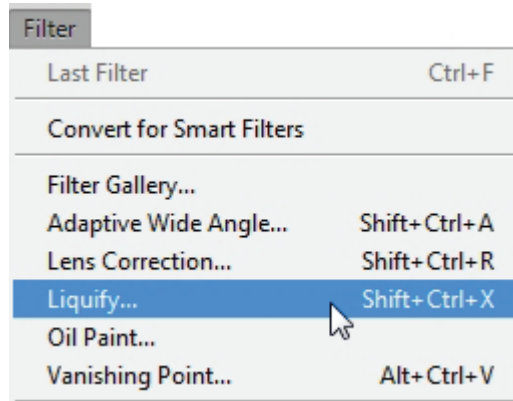 Filter
Last Filter Ctrl+F
Convert for Smart Filters
Filter Gallery...
Adaptive Wide Angle... Shift+Ctrl+A
Lens Correction... Shift+Ctrl+R
Liquify... Shift+Ctrl+X
Oil Paint...
Vanishing Point... Alt+Ctrl+V